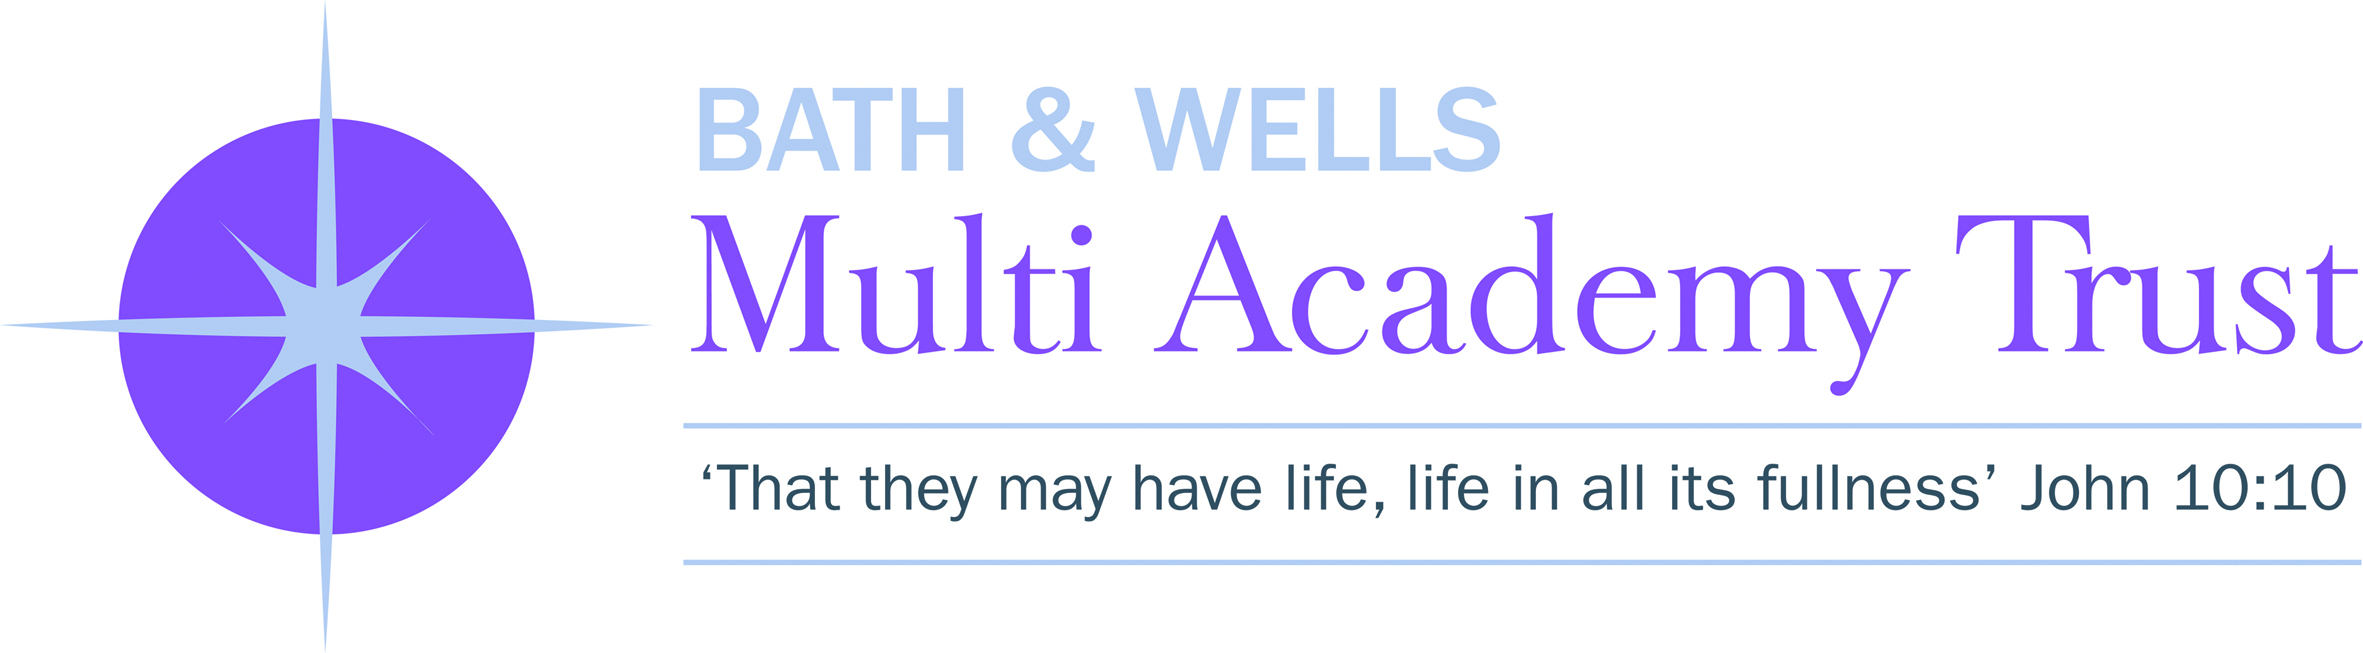 BATH & WELLS
Multi Academy Trust
‘That they may have life, life in all its fullness’ John 10:10